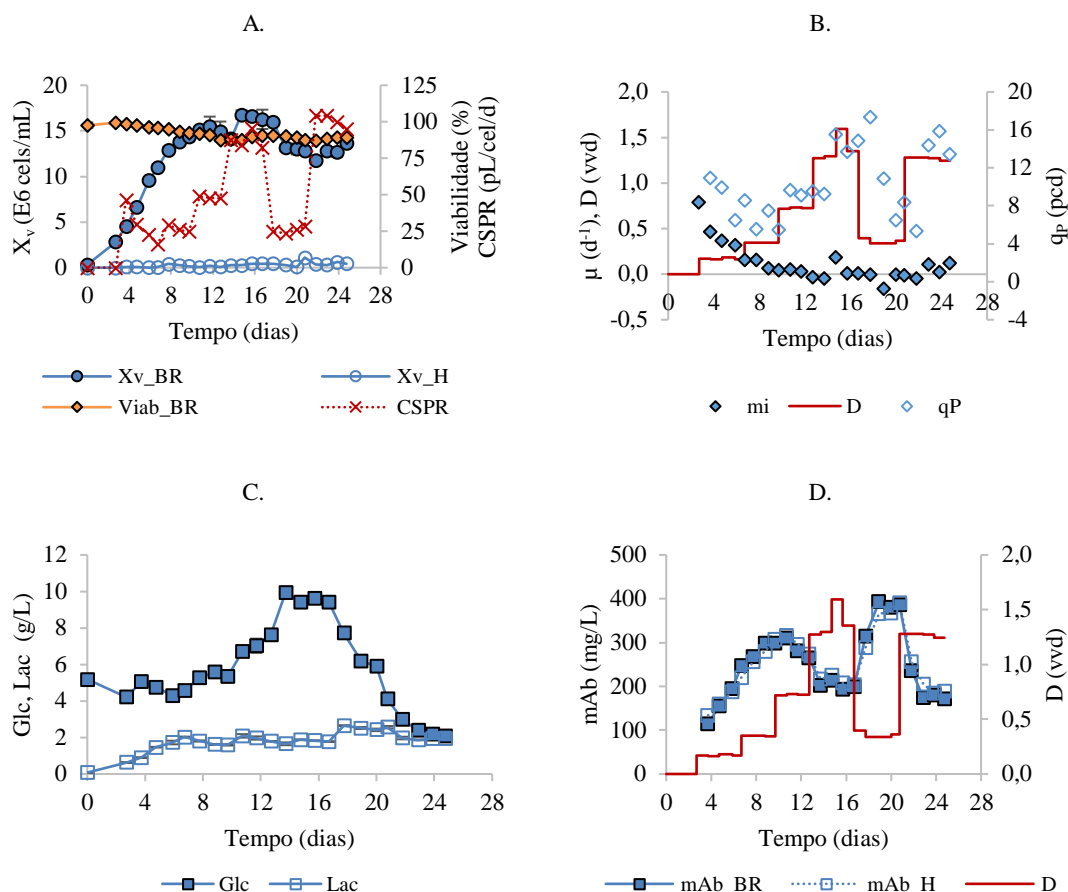 A.
X_v (E6 cels/mL)
20
15
10
5
0
125
100
75
50
25
0
Viabilidade (%)
CSPR (pL/cel/d)
0 4 8 12 16 20 24 28
Tempo (dias)
Xv_BR Xv_H
Viab_BR CSPR
B.
μ (d⁻¹), D (vvd)
2,0
1,5
1,0
0,5
0,0
-0,5
20
16
12
8
4
0
-4
q_P (pcd)
0 4 8 12 16 20 24 28
Tempo (dias)
mi D qP
C.
Glc, Lac (g/L)
12
10
8
6
4
2
0
0 4 8 12 16 20 24 28
Tempo (dias)
Glc Lac
D.
mAb (mg/L)
500
400
300
200
100
0
2,0
1,5
1,0
0,5
0,0
D (vvd)
0 4 8 12 16 20 24 28
Tempo (dias)
mAb_BR mAb_H D